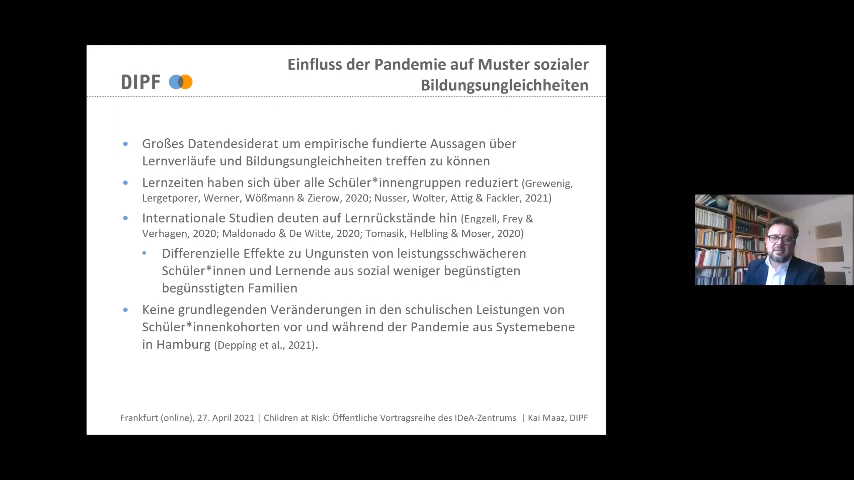 DIPF
Einfluss der Pandemie auf Muster sozialer
Bildungsungleichheiten
• Großes Datendesiderat um empirische fundierte Aussagen über
Lernverläufe und Bildungsungleichheiten treffen zu können
• Lernzeiten haben sich über alle Schüler*innengruppen reduziert (Grewenig,
Lergetporer, Werner, Wößmann & Zierow, 2020; Nusser, Wolter, Attig & Fackler, 2021)
• Internationale Studien deuten auf Lernrückstände hin (Engzell, Frey &
Verhagen, 2020; Maldonado & De Witte, 2020; Tomasik, Helbling & Moser, 2020)
• Differenzielle Effekte zu Ungunsten von leistungsschwächeren
Schüler*innen und Lernende aus sozial weniger begünstigten
begünsstigten Familien
• Keine grundlegenden Veränderungen in den schulischen Leistungen von
Schüler*innenkohorten vor und während der Pandemie aus Systemebene
in Hamburg (Depping et al., 2021).
Frankfurt (online), 27. April 2021 | Children at Risk: Öffentliche Vortragsreihe des IDeA-Zentrums | Kai Maaz, DIPF